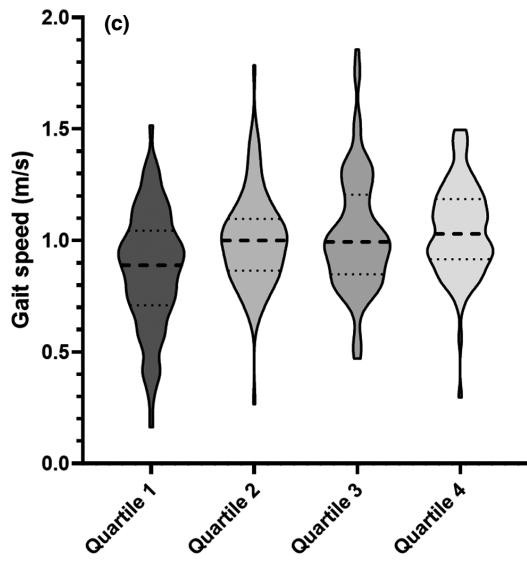 (c)
Gait speed (m/s)
2.0
1.5
1.0
0.5
0.0
Quartile 1
Quartile 2
Quartile 3
Quartile 4